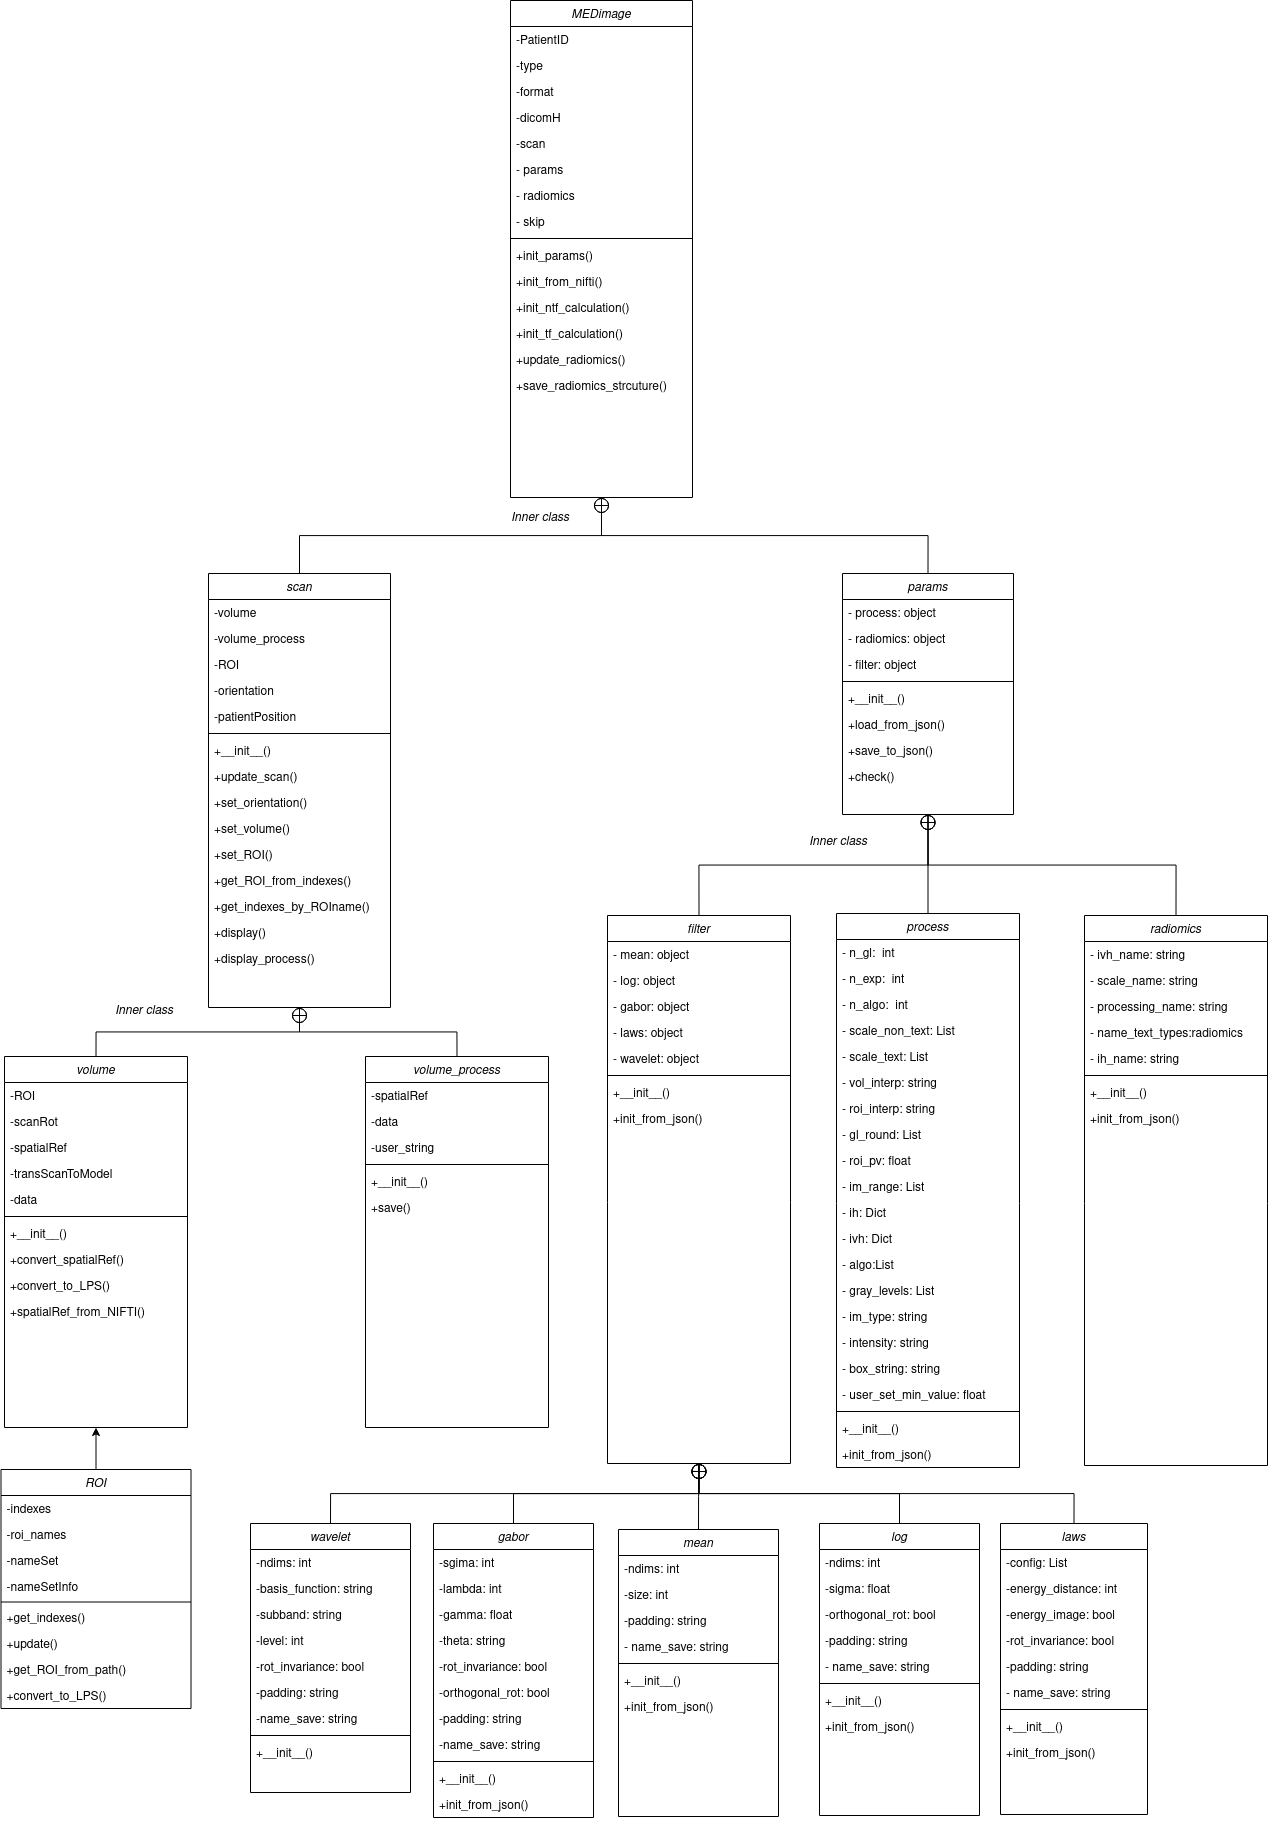 MEDimage
-PatientID
-type
-format
-dicomH
-scan
- params
- radiomics
- skip
+init_params()
+init_from_nifti()
+init_ntf_calculation()
+init_tf_calculation()
+update_radiomics()
+save_radiomics_strcuture()
Inner class
scan
-volume
-volume_process
-ROI
-orientation
-patientPosition
+__init__()
+update_scan()
+set_orientation()
+set_volume()
+set_ROI()
+get_ROI_from_indexes()
+get_indexes_by_ROIname()
+display()
+display_process()
params
- process: object
- radiomics: object
- filter: object
+__init__()
+load_from_json()
+save_to_json()
+check()
Inner class
Inner class
volume
-ROI
-scanRot
-spatialRef
-transScanToModel
-data
+__init__()
+convert_spatialRef()
+convert_to_LPS()
+spatialRef_from_NIFTI()
volume_process
-spatialRef
-data
-user_string
+__init__()
+save()
filter
- mean: object
- log: object
- gabor: object
- laws: object
- wavelet: object
+__init__()
+init_from_json()
process
- n_gl:  int
- n_exp:  int
- n_algo:  int
- scale_non_text: List
- scale_text: List
- vol_interp: string
- roi_interp: string
- gl_round: List
- roi_pv: float
- im_range: List
- ih: Dict
- ivh: Dict
- algo:List
- gray_levels: List
- im_type: string
- intensity: string
- box_string: string
- user_set_min_value: float
+__init__()
+init_from_json()
radiomics
- ivh_name: string
- scale_name: string
- processing_name: string
- name_text_types:radiomics
- ih_name: string
+__init__()
+init_from_json()
ROI
-indexes
-roi_names
-nameSet
-nameSetInfo
+get_indexes()
+update()
+get_ROI_from_path()
+convert_to_LPS()
wavelet
-ndims: int
-basis_function: string
-subband: string
-level: int
-rot_invariance: bool
-padding: string
-name_save: string
+__init__()
gabor
-sgima: int
-lambda: int
-gamma: float
-theta: string
-rot_invariance: bool
-orthogonal_rot: bool
-padding: string
-name_save: string
+__init__()
+init_from_json()
mean
-ndims: int
-size: int
-padding: string
- name_save: string
+__init__()
+init_from_json()
log
-ndims: int
-sigma: float
-orthogonal_rot: bool
-padding: string
- name_save: string
+__init__()
+init_from_json()
laws
-config: List
-energy_distance: int
-energy_image: bool
-rot_invariance: bool
-padding: string
- name_save: string
+__init__()
+init_from_json()